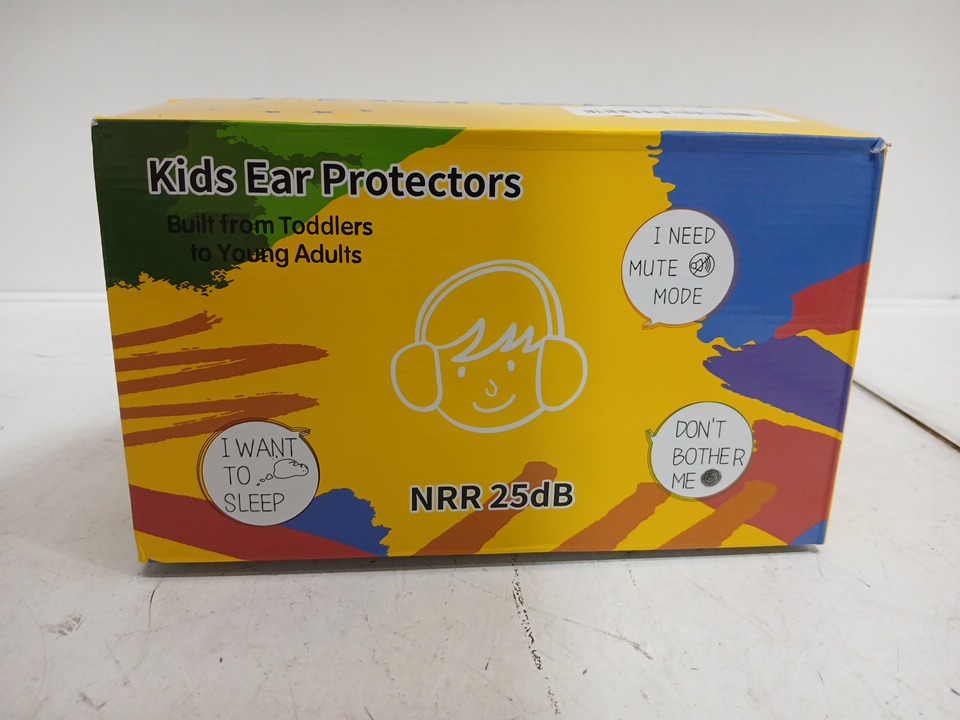 Kids Ear Protectors
Built from Toddlers
to Young Adults
I NEED
MUTE
MODE
I WANT
TO
SLEEP
DON'T
BOTHER
ME
NRR 25dB